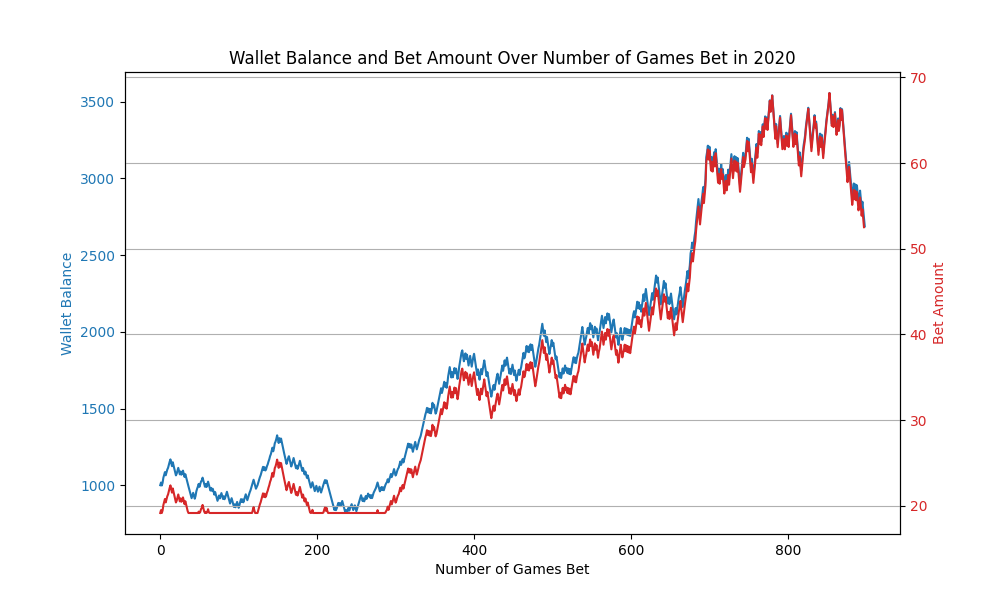 Wallet Balance and Bet Amount Over Number of Games Bet in 2020
Wallet Balance
3500
3000
2500
2000
1500
1000
70
60
50
40
30
20
Bet Amount
0 200 400 600 800
Number of Games Bet